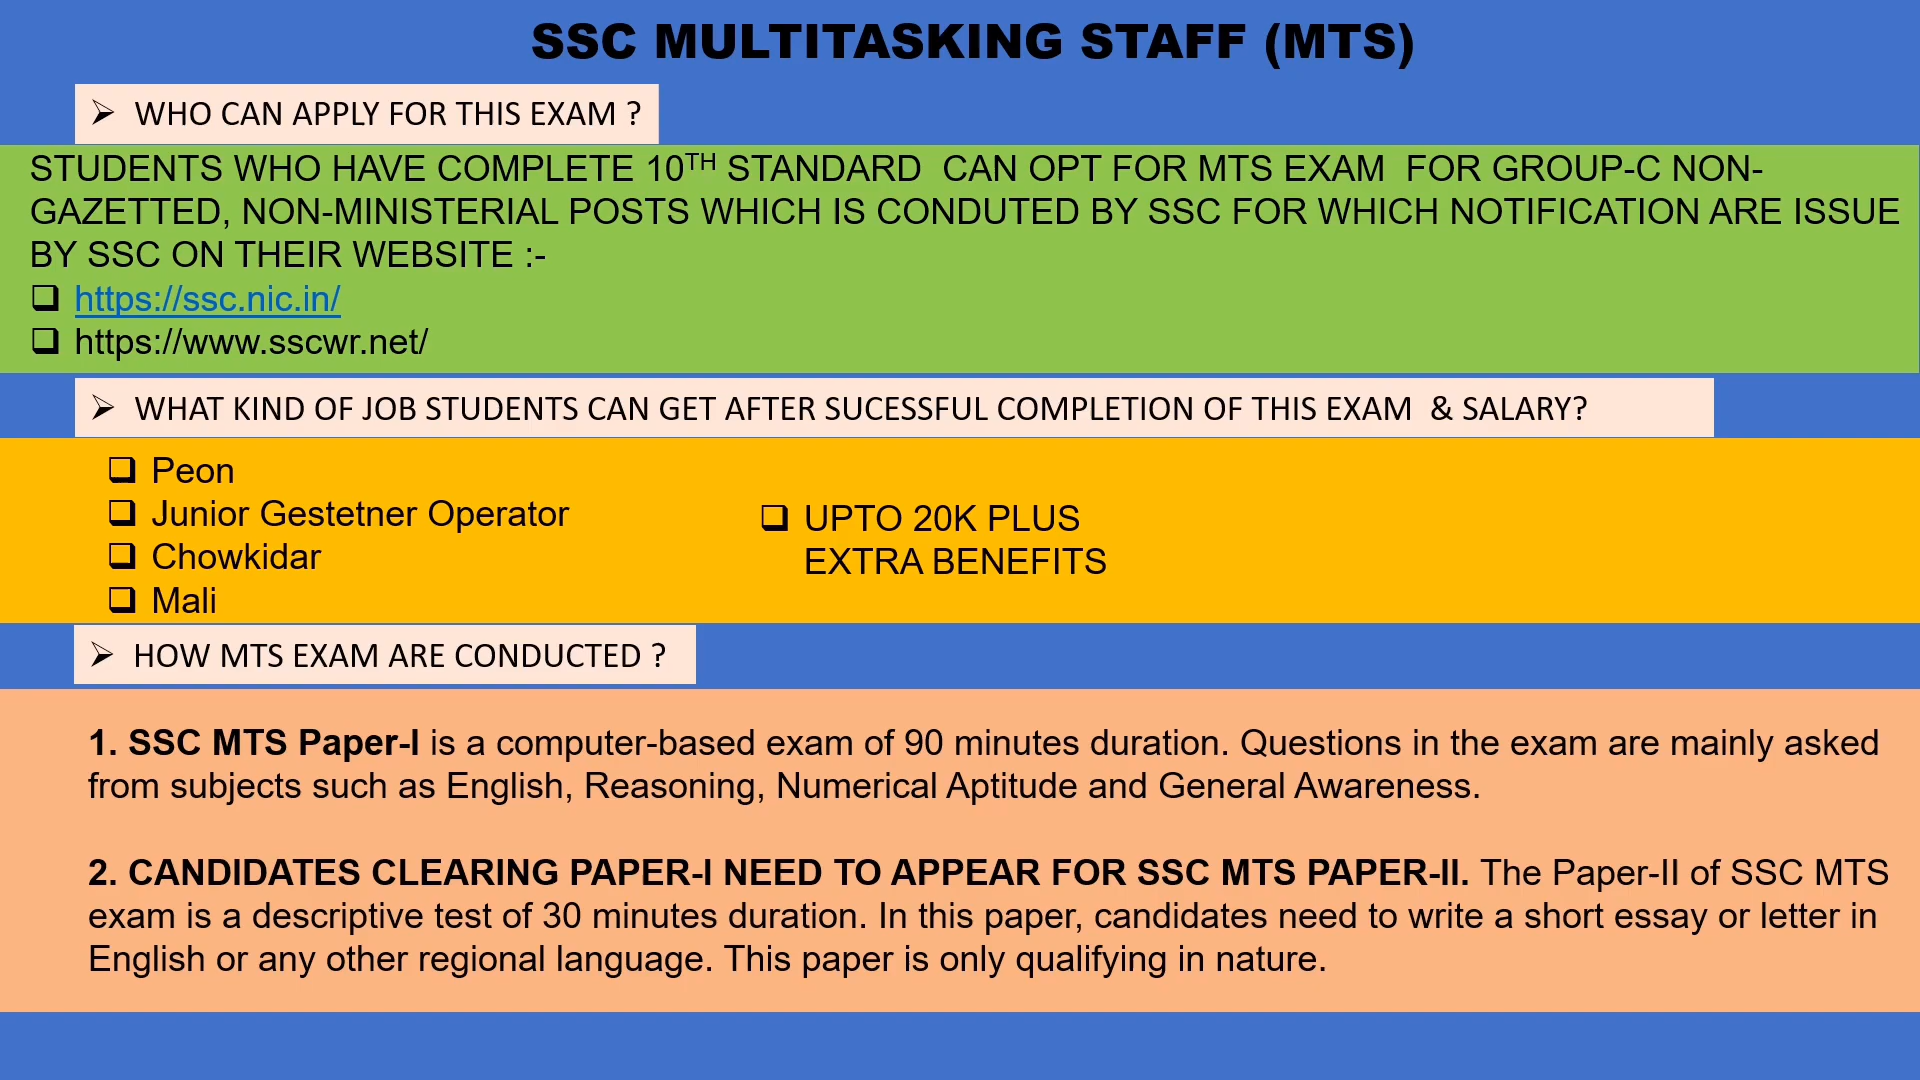 SSC MULTITASKING STAFF (MTS)
WHO CAN APPLY FOR THIS EXAM ?
STUDENTS WHO HAVE COMPLETE 10TH STANDARD CAN OPT FOR MTS EXAM FOR GROUP-C NON-
GAZETTED, NON-MINISTERIAL POSTS WHICH IS CONDUTED BY SSC FOR WHICH NOTIFICATION ARE ISSUE
BY SSC ON THEIR WEBSITE :-
https://ssc.nic.in/
https://www.sscwr.net/
WHAT KIND OF JOB STUDENTS CAN GET AFTER SUCESSFUL COMPLETION OF THIS EXAM & SALARY?
Peon
Junior Gestetner Operator
Chowkidar
Mali
UPTO 20K PLUS
EXTRA BENEFITS
HOW MTS EXAM ARE CONDUCTED ?
1. SSC MTS Paper-I is a computer-based exam of 90 minutes duration. Questions in the exam are mainly asked
from subjects such as English, Reasoning, Numerical Aptitude and General Awareness.
2. CANDIDATES CLEARING PAPER-I NEED TO APPEAR FOR SSC MTS PAPER-II. The Paper-II of SSC MTS
exam is a descriptive test of 30 minutes duration. In this paper, candidates need to write a short essay or letter in
English or any other regional language. This paper is only qualifying in nature.